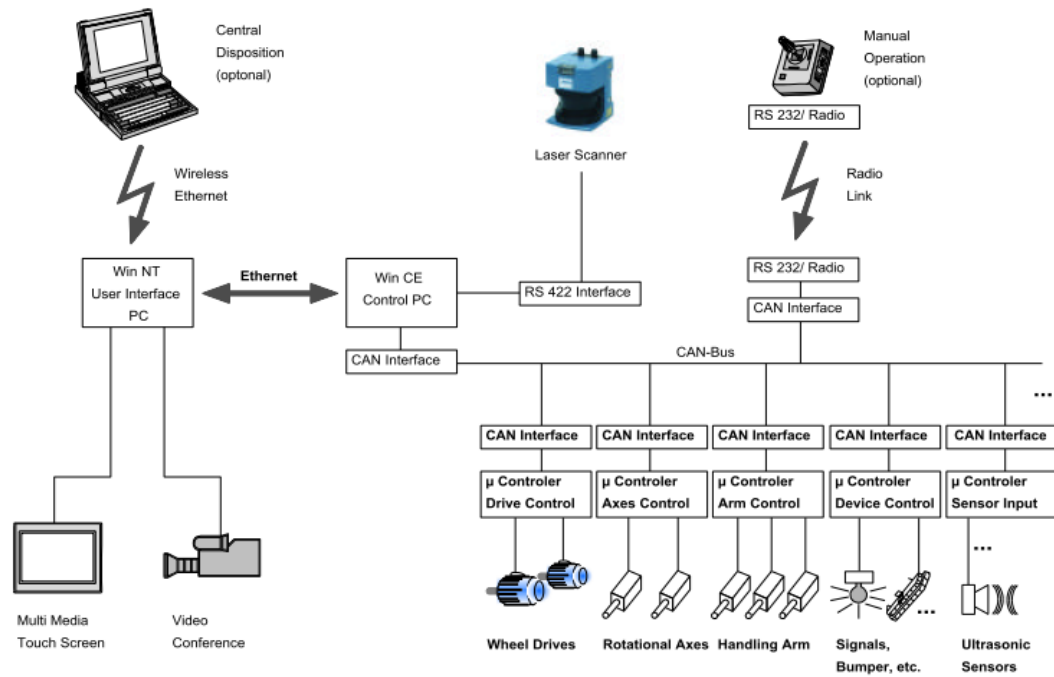 Central
Disposition
(optonal)
Manual
Operation
(optional)
RS 232/ Radio
Laser Scanner
Wireless
Ethernet
Radio
Link
Win NT
User Interface
PC
Ethernet
Win CE
Control PC
RS 422 Interface
RS 232/ Radio
CAN Interface
CAN Interface
CAN-Bus
...
CAN Interface
CAN Interface
CAN Interface
CAN Interface
CAN Interface
µ Controler
Drive Control
µ Controler
Axes Control
µ Controler
Arm Control
µ Controler
Device Control
µ Controler
Sensor Input
...
...
Multi Media
Touch Screen
Video
Conference
Wheel Drives
Rotational Axes
Handling Arm
Signals,
Bumper, etc.
Ultrasonic
Sensors